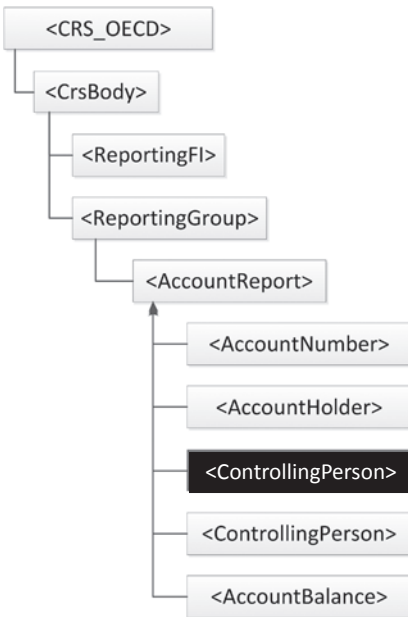 <CRS_OECD>
<CrsBody>
<ReportingFI>
<ReportingGroup>
<AccountReport>
<AccountNumber>
<AccountHolder>
<ControllingPerson>
<ControllingPerson>
<AccountBalance>